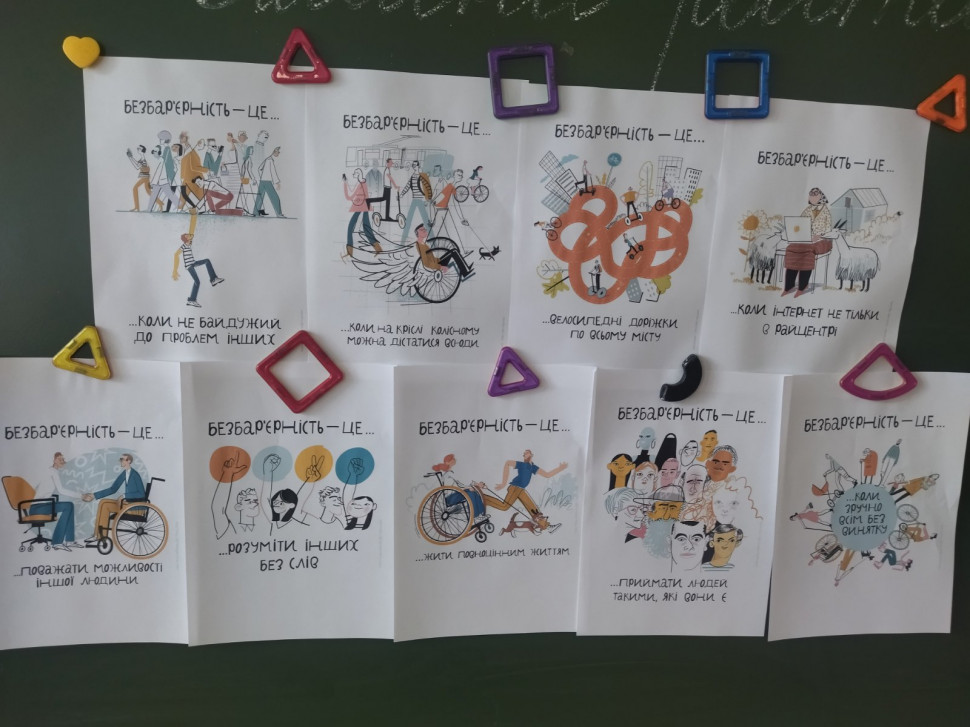 БЕЗБАР'ЄРНІСТЬ – ЦЕ...
...КОЛИ НЕ БАЙДУЖИЙ
ДО ПРОБЛЕМ ІНШИХ
БЕЗБАР'ЄРНІСТЬ – ЦЕ...
...КОЛИ НА КРІСЛІ КОЛІСНОМУ
МОЖНА ДІСТАТИСЯ ВСЮДИ
БЕЗБАР'ЄРНІСТЬ – ЦЕ...
...ВЕЛОСИПЕДНІ ДОРІЖКИ
ПО ВСЬОМУ МІСТУ
БЕЗБАР'ЄРНІСТЬ – ЦЕ...
...КОЛИ ІНТЕРНЕТ НЕ ТІЛЬКИ
В РАЙЦЕНТРІ
БЕЗБАР'ЄРНІСТЬ – ЦЕ...
...ПОВАЖАТИ МОЖЛИВОСТІ
ІНШОЇ ЛЮДИНИ
БЕЗБАР'ЄРНІСТЬ – ЦЕ...
...РОЗУМІТИ ІНШИХ
БЕЗ СЛІВ
БЕЗБАР'ЄРНІСТЬ – ЦЕ...
...ЖИТИ ПОВНОЦІННИМ ЖИТТЯМ
БЕЗБАР'ЄРНІСТЬ – ЦЕ...
...ПРИЙМАТИ ЛЮДЕЙ
ТАКИМИ, ЯКІ ВОНИ Є
БЕЗБАР'ЄРНІСТЬ – ЦЕ...
...КОЛИ
ЗРУЧНО
ВСІМ БЕЗ
ВИНЯТКУ